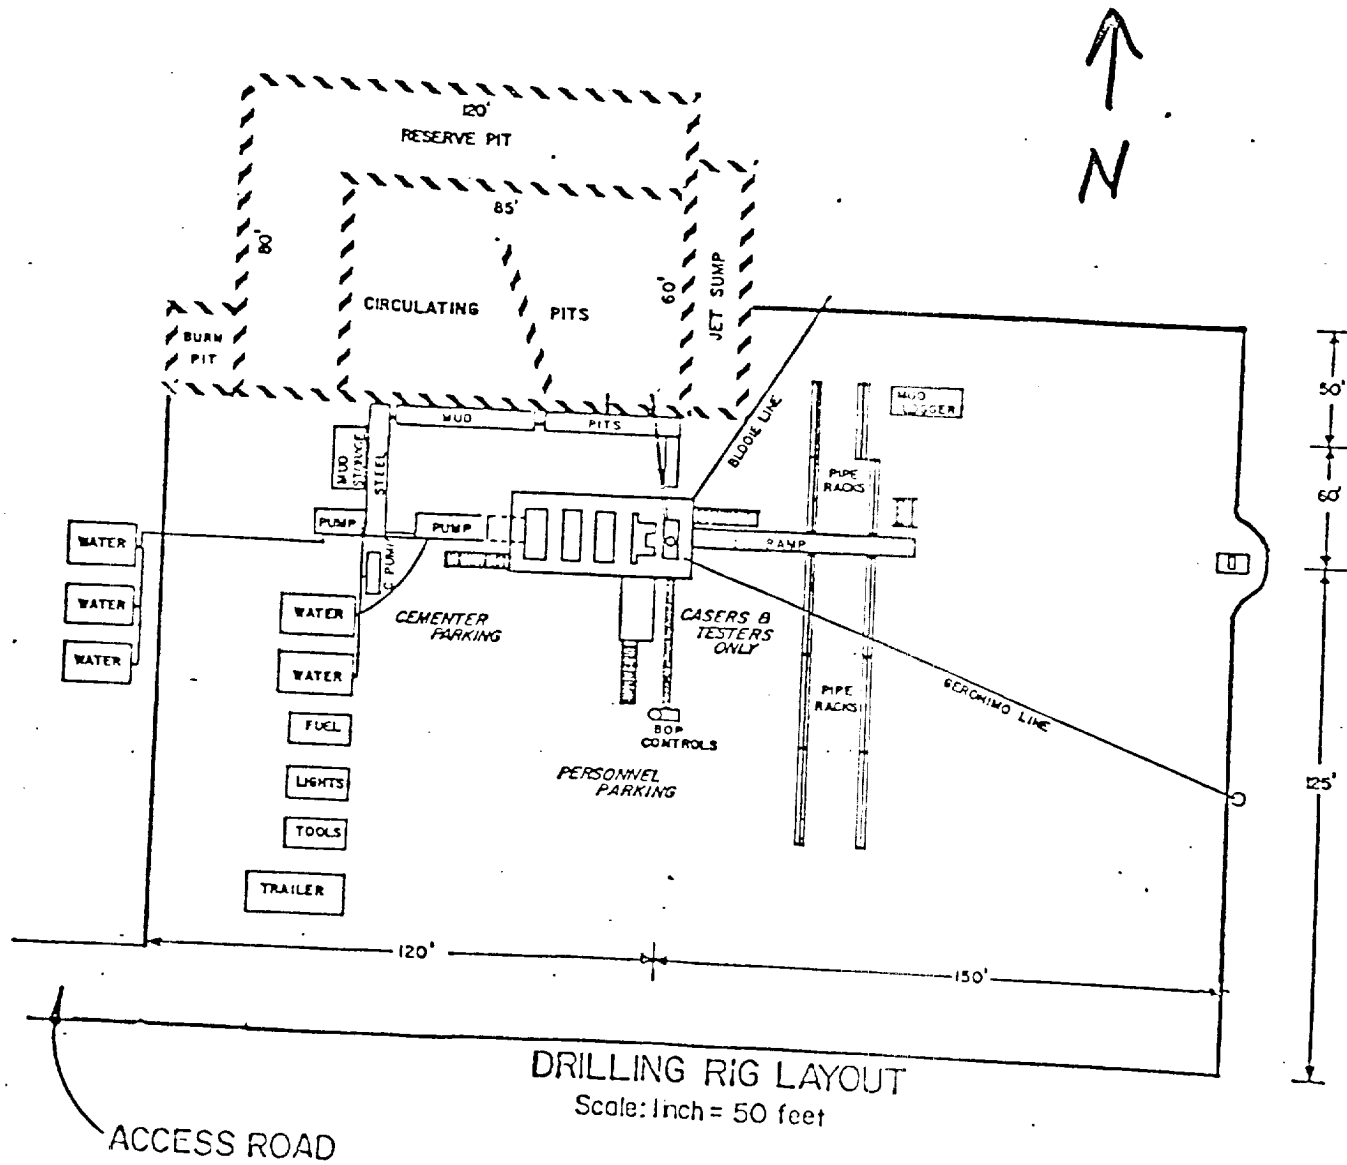 N
120'
RESERVE PIT
85'
80'
60'
JET SUMP
CIRCULATING
PITS
BURN
PIT
BLOOIE LINE
MUD
LOGGER
50'
60'
125'
MUD
PITS
MUD
STORAGE
STEEL
PIPE
RACKS
PUMP
PUMP
RAMP
WATER
WATER
WATER
C PUMP
WATER
WATER
CEMENTER
PARKING
CASERS &
TESTERS
ONLY
GERONIMO LINE
PIPE
RACKS
FUEL
BOP
CONTROLS
LIGHTS
PERSONNEL
PARKING
TOOLS
TRAILER
120'
150'
DRILLING RIG LAYOUT
Scale: 1 inch = 50 feet
ACCESS ROAD